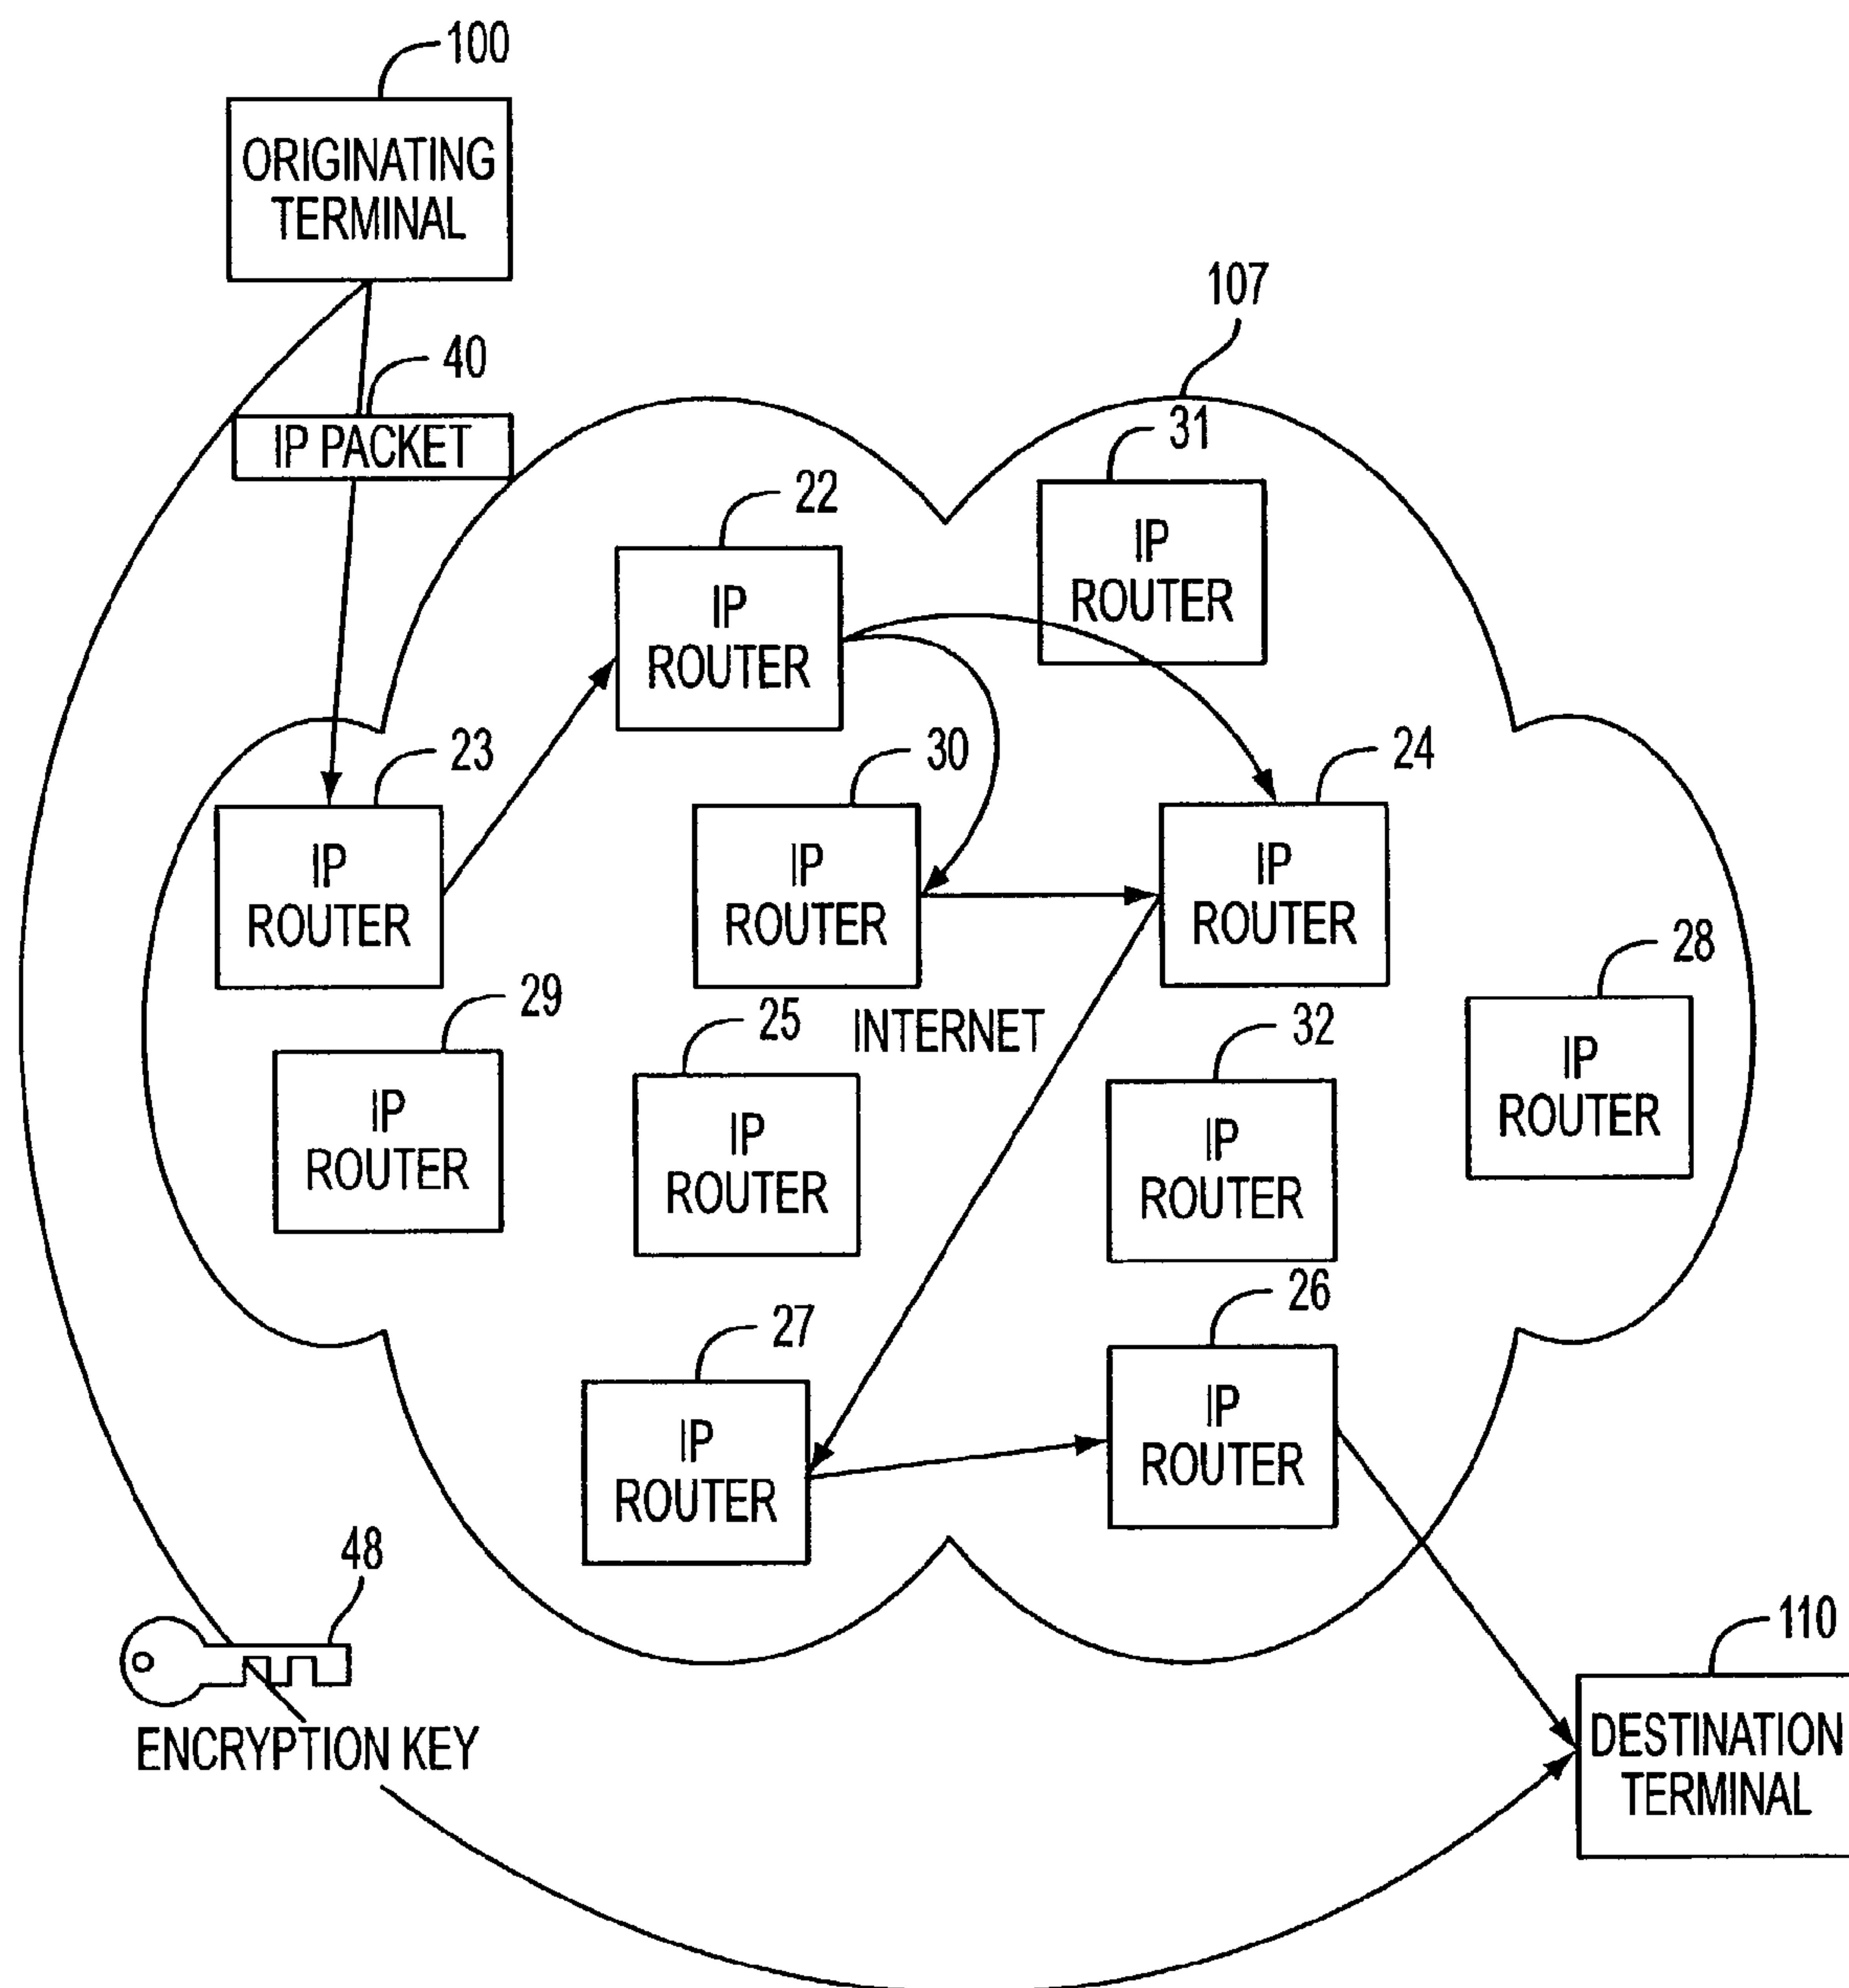 100
ORIGINATING
TERMINAL
107
40
IP PACKET
31
IP
ROUTER
22
IP
ROUTER
23
IP
ROUTER
30
IP
ROUTER
24
IP
ROUTER
28
IP
ROUTER
29
IP
ROUTER
25
IP
ROUTER
INTERNET
32
IP
ROUTER
27
IP
ROUTER
26
IP
ROUTER
48
ENCRYPTION KEY
110
DESTINATION
TERMINAL